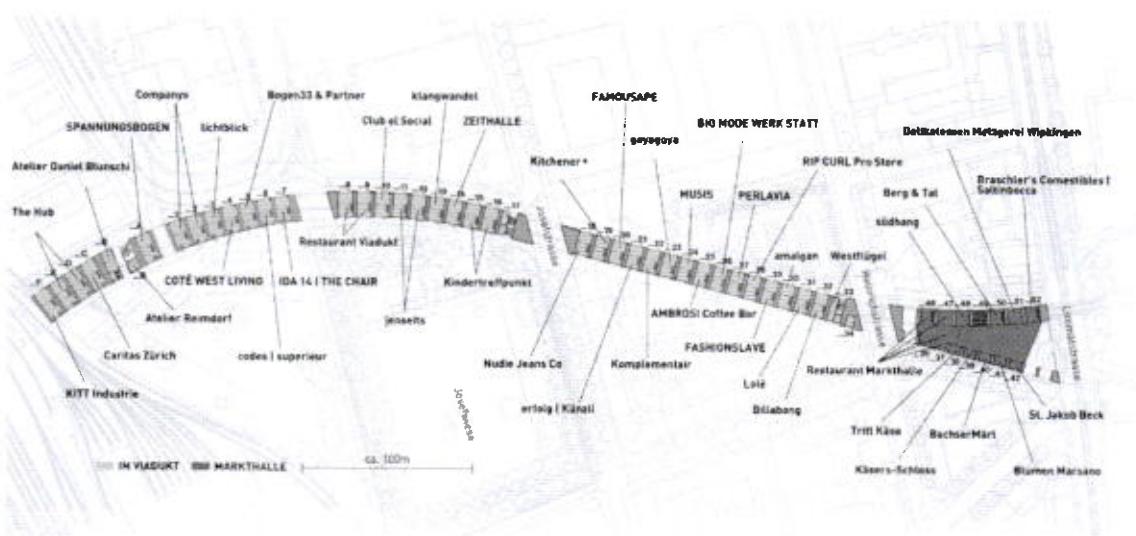 Companys
Bogen33 & Partner
klangwandel
FAMOUSAPE
SPANNUNGSBOGEN
lichtblick
Club el Social
ZEITHALLE
gayagaya
BIO MODE WERK STATT
Delikatessen Metzgerei Wipkingen
Atelier Daniel Blunschi
Kitchener+
RIP CURL Pro Store
Braschler's Comestibles
Saltinbocca
MUSIS
PERLAVIA
Berg & Tal
The Hub
südhang
Restaurant Viadukt
amalgan
Westflügel
COTÉ WEST LIVING
IDA 14 | THE CHAIR
Kindertreffpunkt
Atelier Reimdorf
jenseits
AMBROSI Coffee Bar
Caritas Zürich
codes | superieur
Nudie Jeans Co
Komplementair
FASHIONSLAVE
Restaurant Markthalle
KITT Industrie
erfolg | Känzli
Lolë
Billabong
St. Jakob Beck
Tritt Käse
BachserMärt
Josefwiese
Käsers-Schloss
Blumen Marsano
IM VIADUKT
MARKTHALLE
ca. 100m